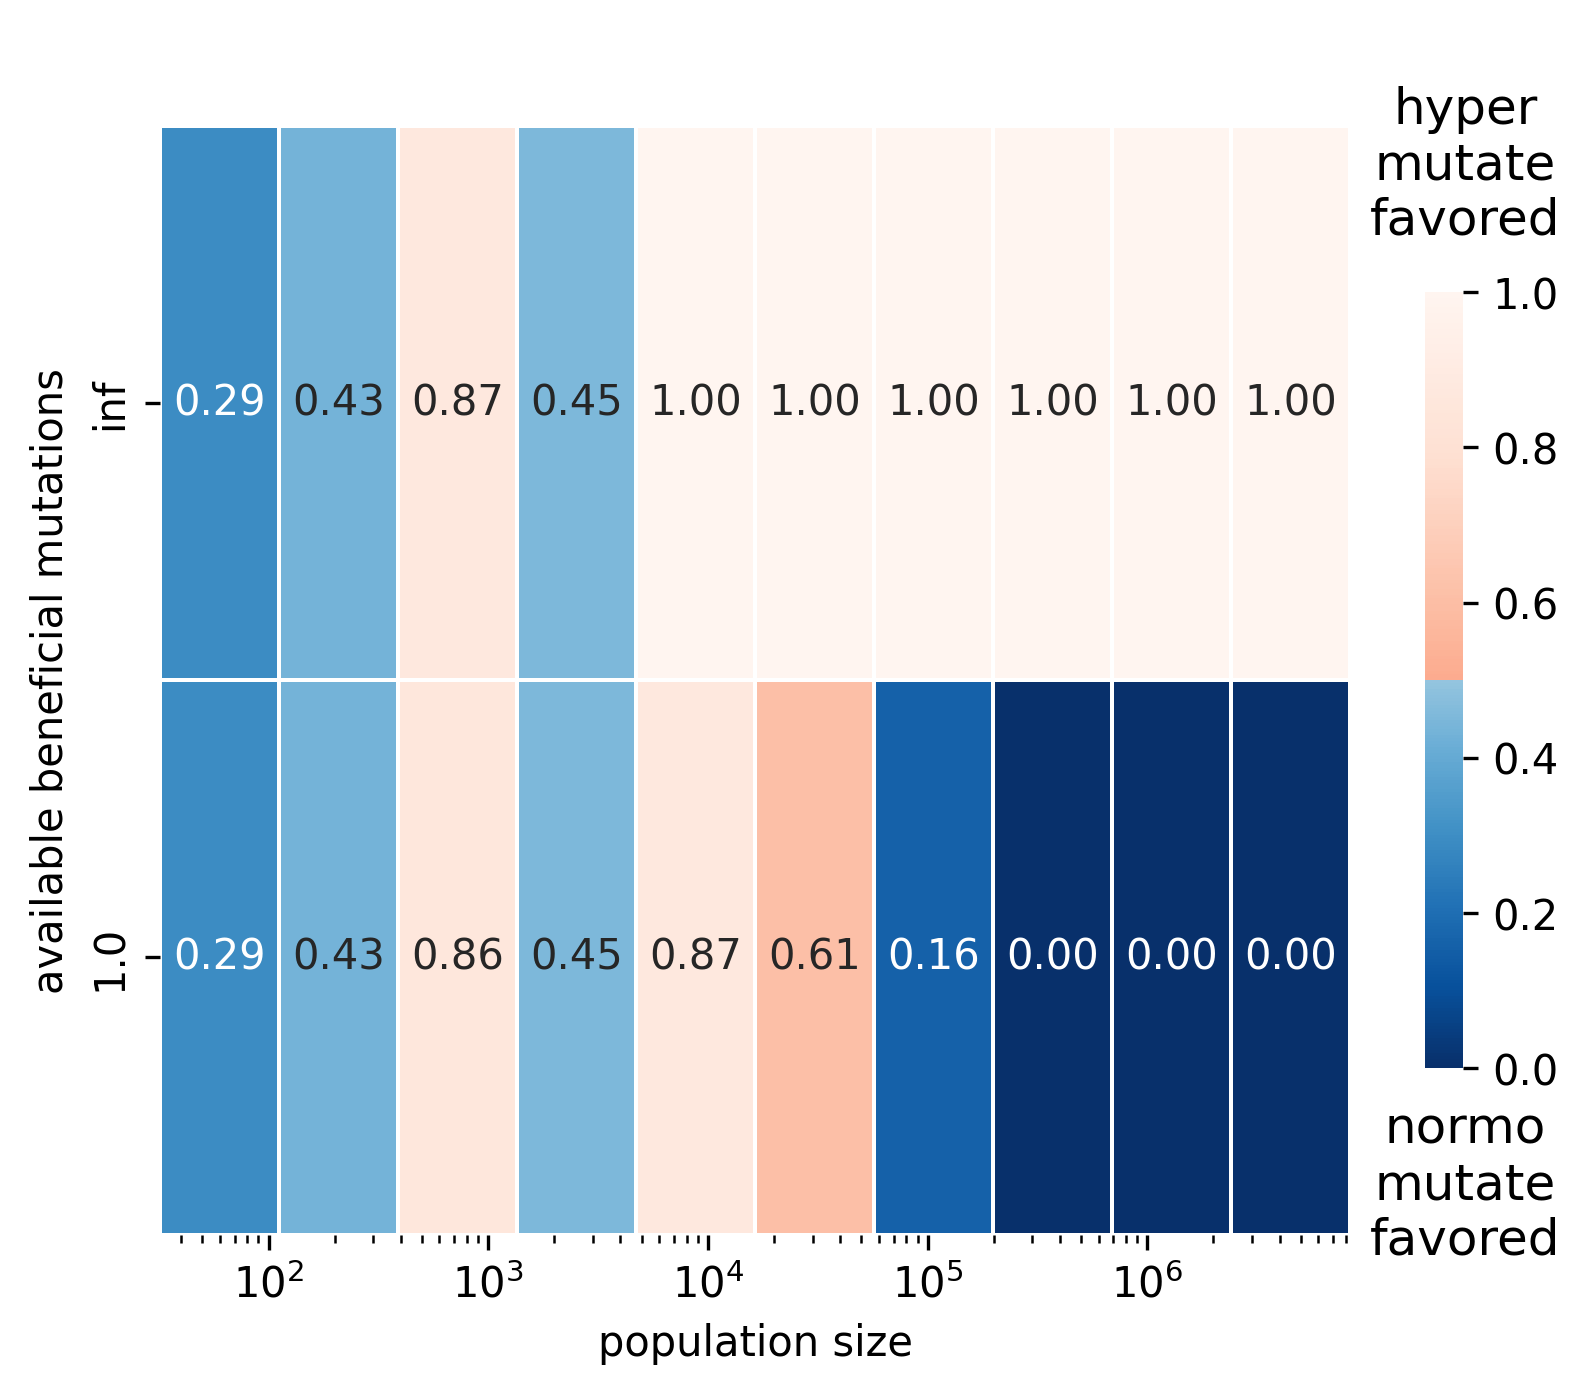 hyper
mutate
favored
available beneficial mutations
inf
0.29 0.43 0.87 0.45 1.00 1.00 1.00 1.00 1.00 1.00
1.0
0.29 0.43 0.86 0.45 0.87 0.61 0.16 0.00 0.00 0.00
10² 10³ 10⁴ 10⁵ 10⁶
population size
1.0
0.8
0.6
0.4
0.2
0.0
normo
mutate
favored